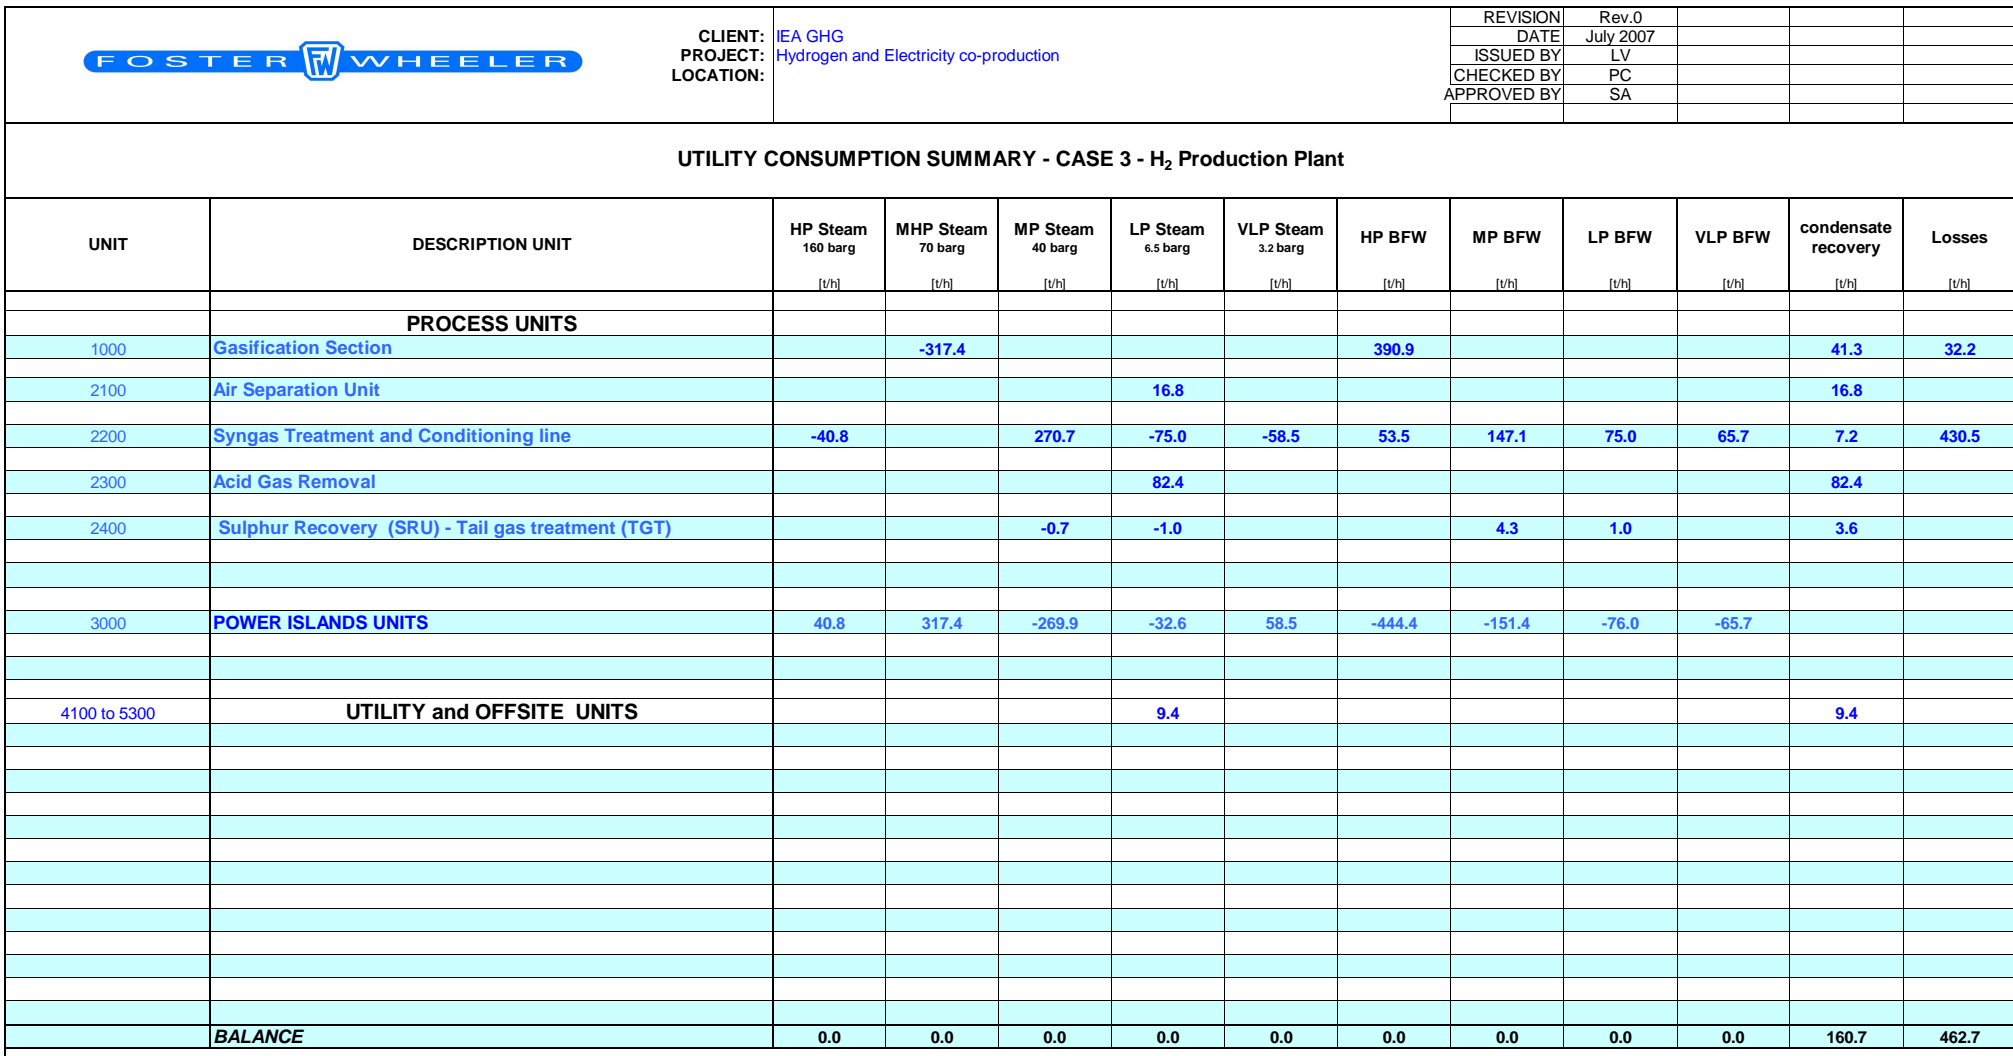 FOSTER FW WHEELER
CLIENT: IEA GHG
PROJECT: Hydrogen and Electricity co-production
LOCATION:
REVISION Rev.0
DATE July 2007
ISSUED BY LV
CHECKED BY PC
APPROVED BY SA
UTILITY CONSUMPTION SUMMARY - CASE 3 - H2 Production Plant
UNIT DESCRIPTION UNIT HP Steam 160 barg [t/h] MHP Steam 70 barg [t/h] MP Steam 40 barg [t/h] LP Steam 6.5 barg [t/h] VLP Steam 3.2 barg [t/h] HP BFW [t/h] MP BFW [t/h] LP BFW [t/h] VLP BFW [t/h] condensate recovery [t/h] Losses [t/h]
PROCESS UNITS
1000 Gasification Section -317.4 390.9 41.3 32.2
2100 Air Separation Unit 16.8 16.8
2200 Syngas Treatment and Conditioning line -40.8 270.7 -75.0 -58.5 53.5 147.1 75.0 65.7 7.2 430.5
2300 Acid Gas Removal 82.4 82.4
2400 Sulphur Recovery (SRU) - Tail gas treatment (TGT) -0.7 -1.0 4.3 1.0 3.6
3000 POWER ISLANDS UNITS 40.8 317.4 -269.9 -32.6 58.5 -444.4 -151.4 -76.0 -65.7
4100 to 5300 UTILITY and OFFSITE UNITS 9.4 9.4
BALANCE 0.0 0.0 0.0 0.0 0.0 0.0 0.0 0.0 0.0 160.7 462.7